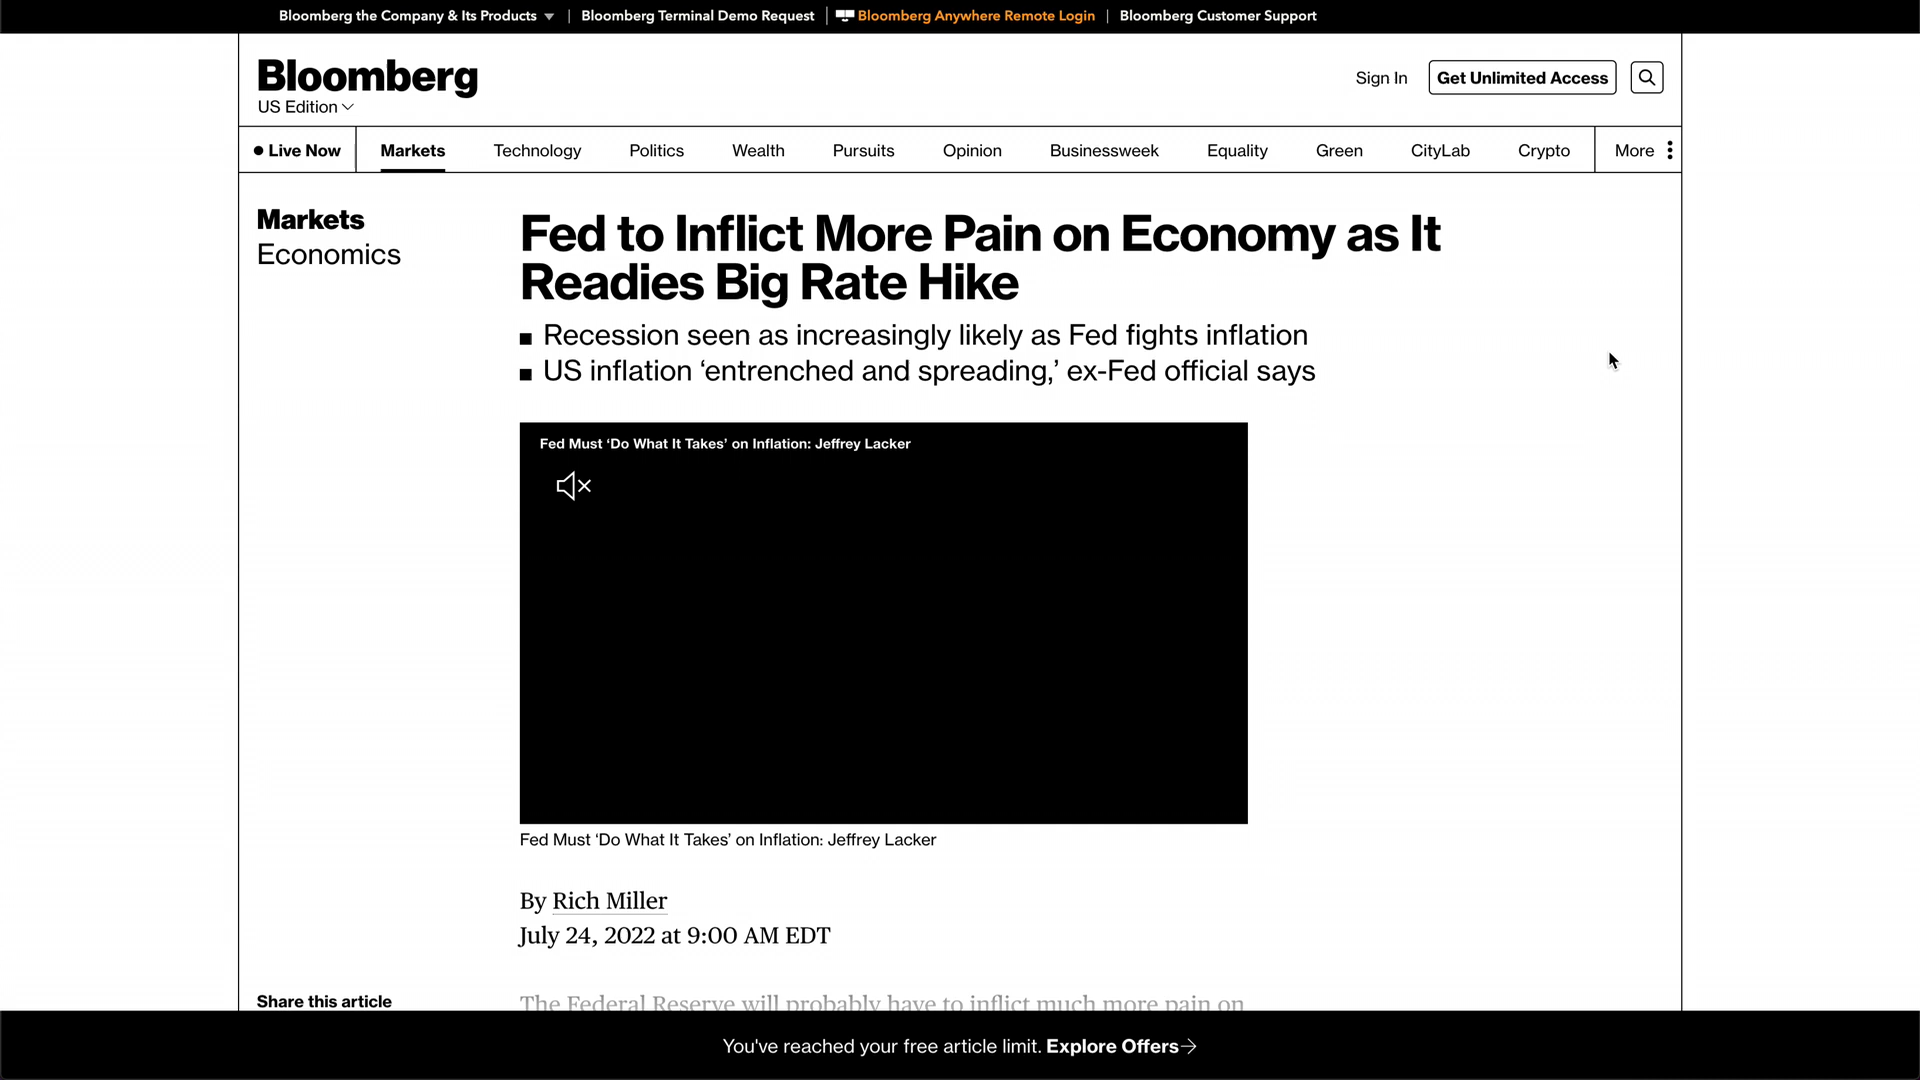 Bloomberg the Company & Its Products | Bloomberg Terminal Demo Request | Bloomberg Anywhere Remote Login | Bloomberg Customer Support
Bloomberg
US Edition
Sign In
Get Unlimited Access
Live Now
Markets
Technology
Politics
Wealth
Pursuits
Opinion
Businessweek
Equality
Green
CityLab
Crypto
More
Markets
Economics
Fed to Inflict More Pain on Economy as It
Readies Big Rate Hike
Recession seen as increasingly likely as Fed fights inflation
US inflation ‘entrenched and spreading,’ ex-Fed official says
Fed Must ‘Do What It Takes’ on Inflation: Jeffrey Lacker
Fed Must ‘Do What It Takes’ on Inflation: Jeffrey Lacker
By Rich Miller
July 24, 2022 at 9:00 AM EDT
Share this article
The Federal Reserve will probably have to inflict much more pain on
You've reached your free article limit. Explore Offers